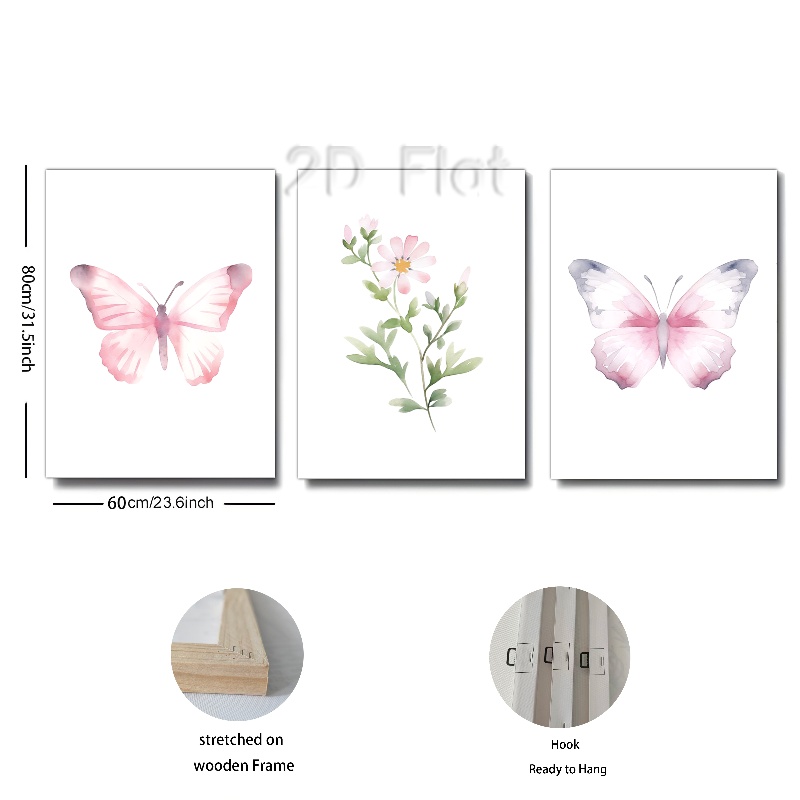 2D Flat
80cm/31.5inch
60cm/23.6inch
stretched on
wooden Frame
Hook
Ready to Hang